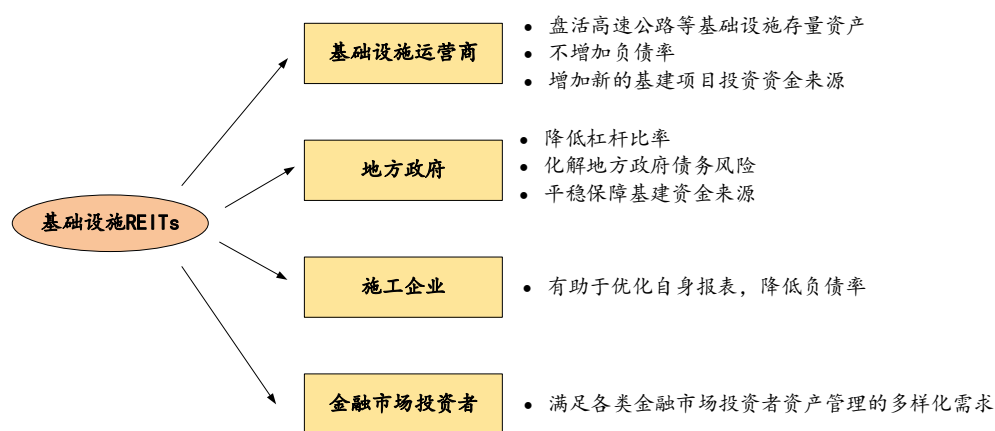 基础设施REITs
基础设施运营商
• 盘活高速公路等基础设施存量资产
• 不增加负债率
• 增加新的基建项目投资资金来源
地方政府
• 降低杠杆比率
• 化解地方政府债务风险
• 平稳保障基建资金来源
施工企业
• 有助于优化自身报表，降低负债率
金融市场投资者
• 满足各类金融市场投资者资产管理的多样化需求